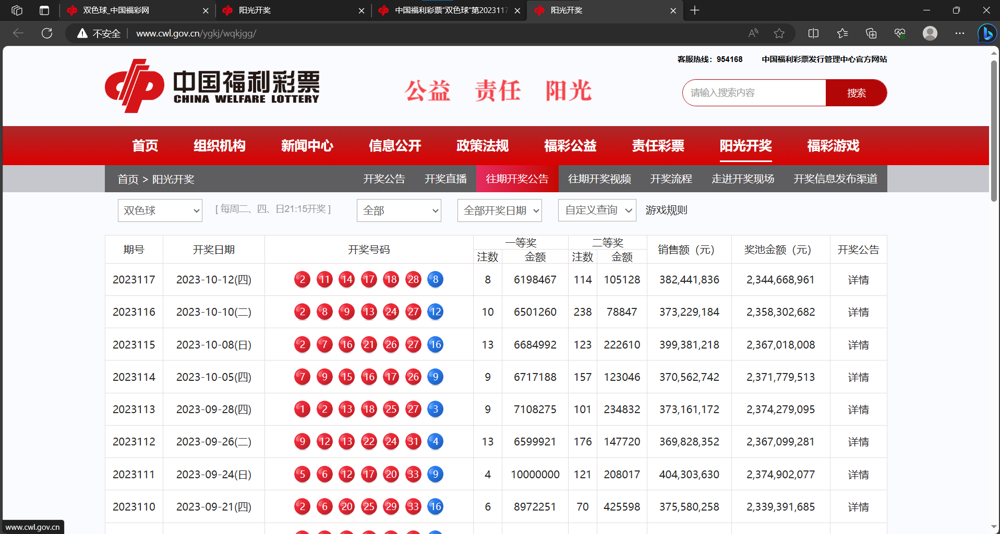 双色球_中国福彩网
阳光开奖
中国福利彩票“双色球”第2023117
阳光开奖
不安全
www.cwl.gov.cn/ygkj/wqkjgg/
客服热线：954168
中国福利彩票发行管理中心官方网站
中国福利彩票
CHINA WELFARE LOTTERY
公益 责任 阳光
请输入搜索内容
搜索
首页 组织机构 新闻中心 信息公开 政策法规 福彩公益 责任彩票 阳光开奖 福彩游戏
首页 > 阳光开奖
开奖公告 开奖直播 往期开奖公告 往期开奖视频 开奖流程 走进开奖现场 开奖信息发布渠道
双色球
[ 每周二、四、日21:15开奖 ]
全部
全部开奖日期
自定义查询
游戏规则
期号 开奖日期 开奖号码 一等奖 二等奖 销售额（元） 奖池金额（元） 开奖公告
注数 金额 注数 金额
2023117 2023-10-12(四) 2 11 14 17 18 28 8 8 6198467 114 105128 382,441,836 2,344,668,961 详情
2023116 2023-10-10(二) 2 8 9 13 24 27 12 10 6501260 238 78847 373,229,184 2,358,302,682 详情
2023115 2023-10-08(日) 2 7 16 21 26 27 16 13 6684992 123 222610 399,381,218 2,367,018,008 详情
2023114 2023-10-05(四) 7 9 15 16 17 26 9 9 6717188 157 123046 370,562,742 2,371,779,513 详情
2023113 2023-09-28(四) 1 2 13 18 25 27 3 9 7108275 101 234832 373,161,172 2,374,279,095 详情
2023112 2023-09-26(二) 9 12 13 22 24 31 4 13 6599921 176 147720 369,828,352 2,367,099,281 详情
2023111 2023-09-24(日) 5 6 12 17 20 33 9 4 10000000 121 208017 404,303,630 2,374,902,077 详情
2023110 2023-09-21(四) 2 6 20 25 29 33 16 6 8972251 70 425598 375,580,258 2,339,391,685 详情
www.cwl.gov.cn